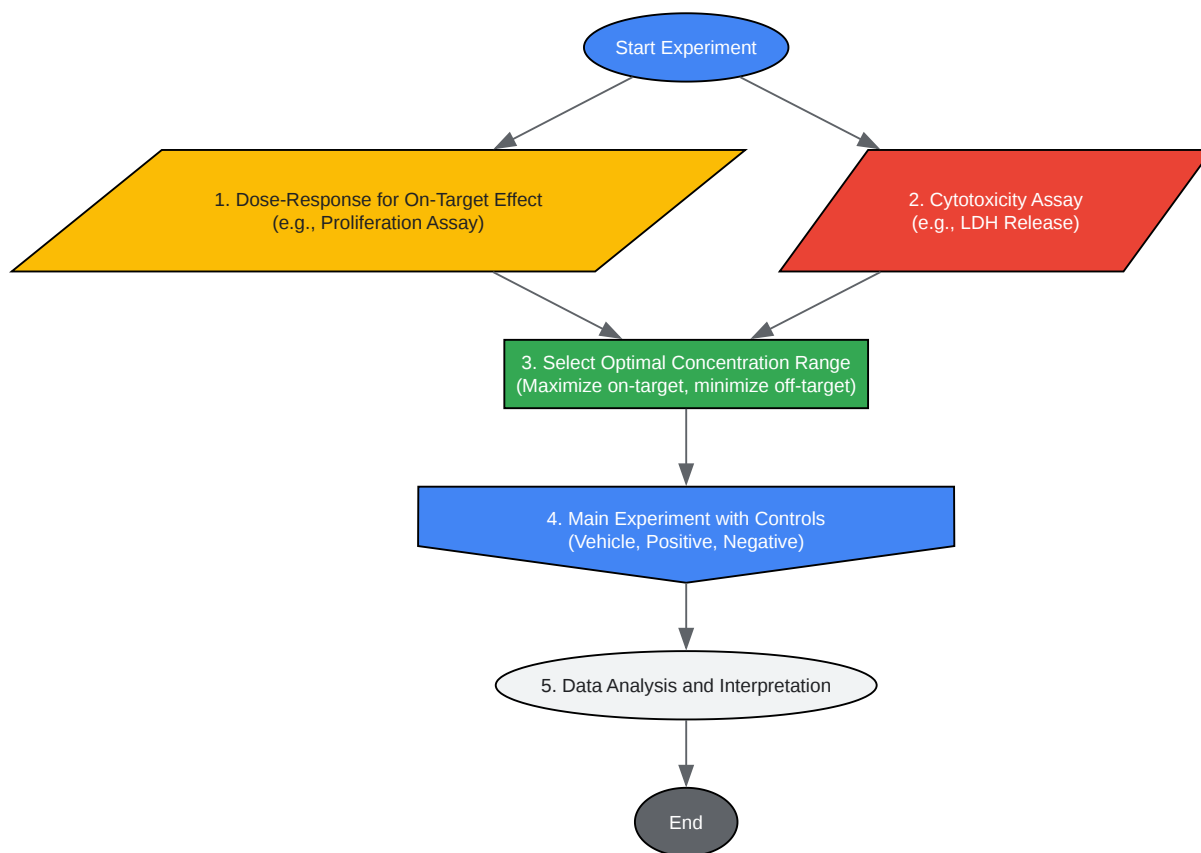 Start Experiment
1. Dose-Response for On-Target Effect
(e.g., Proliferation Assay)
2. Cytotoxicity Assay
(e.g., LDH Release)
3. Select Optimal Concentration Range
(Maximize on-target, minimize off-target)
4. Main Experiment with Controls
(Vehicle, Positive, Negative)
5. Data Analysis and Interpretation
End